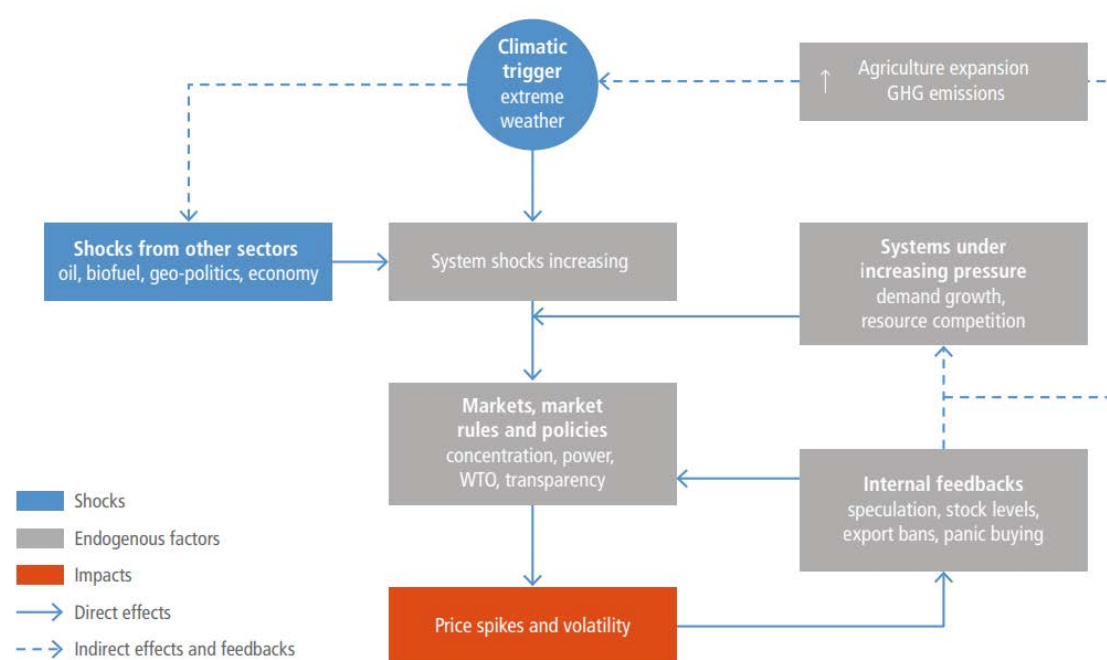 Climatic
trigger
extreme
weather
↑ Agriculture expansion
GHG emissions
Shocks from other sectors
oil, biofuel, geo-politics, economy
System shocks increasing
Systems under
increasing pressure
demand growth,
resource competition
Markets, market
rules and policies
concentration, power,
WTO, transparency
Internal feedbacks
speculation, stock levels,
export bans, panic buying
Price spikes and volatility
Shocks
Endogenous factors
Impacts
Direct effects
Indirect effects and feedbacks